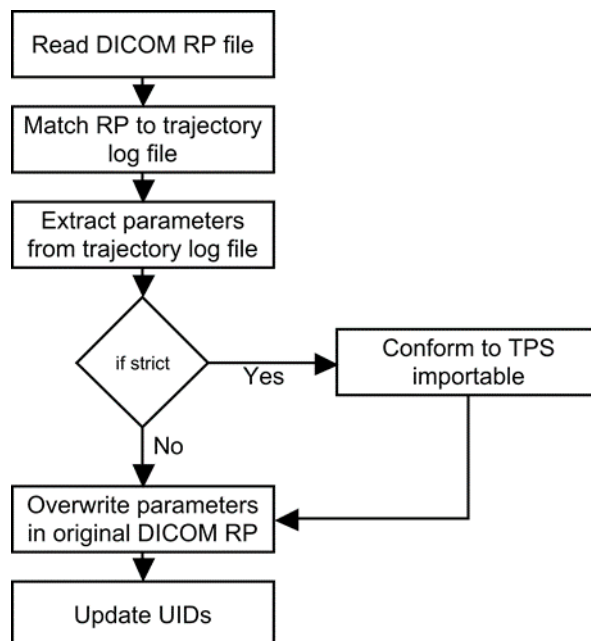 Read DICOM RP file
Match RP to trajectory
log file
Extract parameters
from trajectory log file
if strict
Yes
Conform to TPS
importable
No
Overwrite parameters
in original DICOM RP
Update UIDs